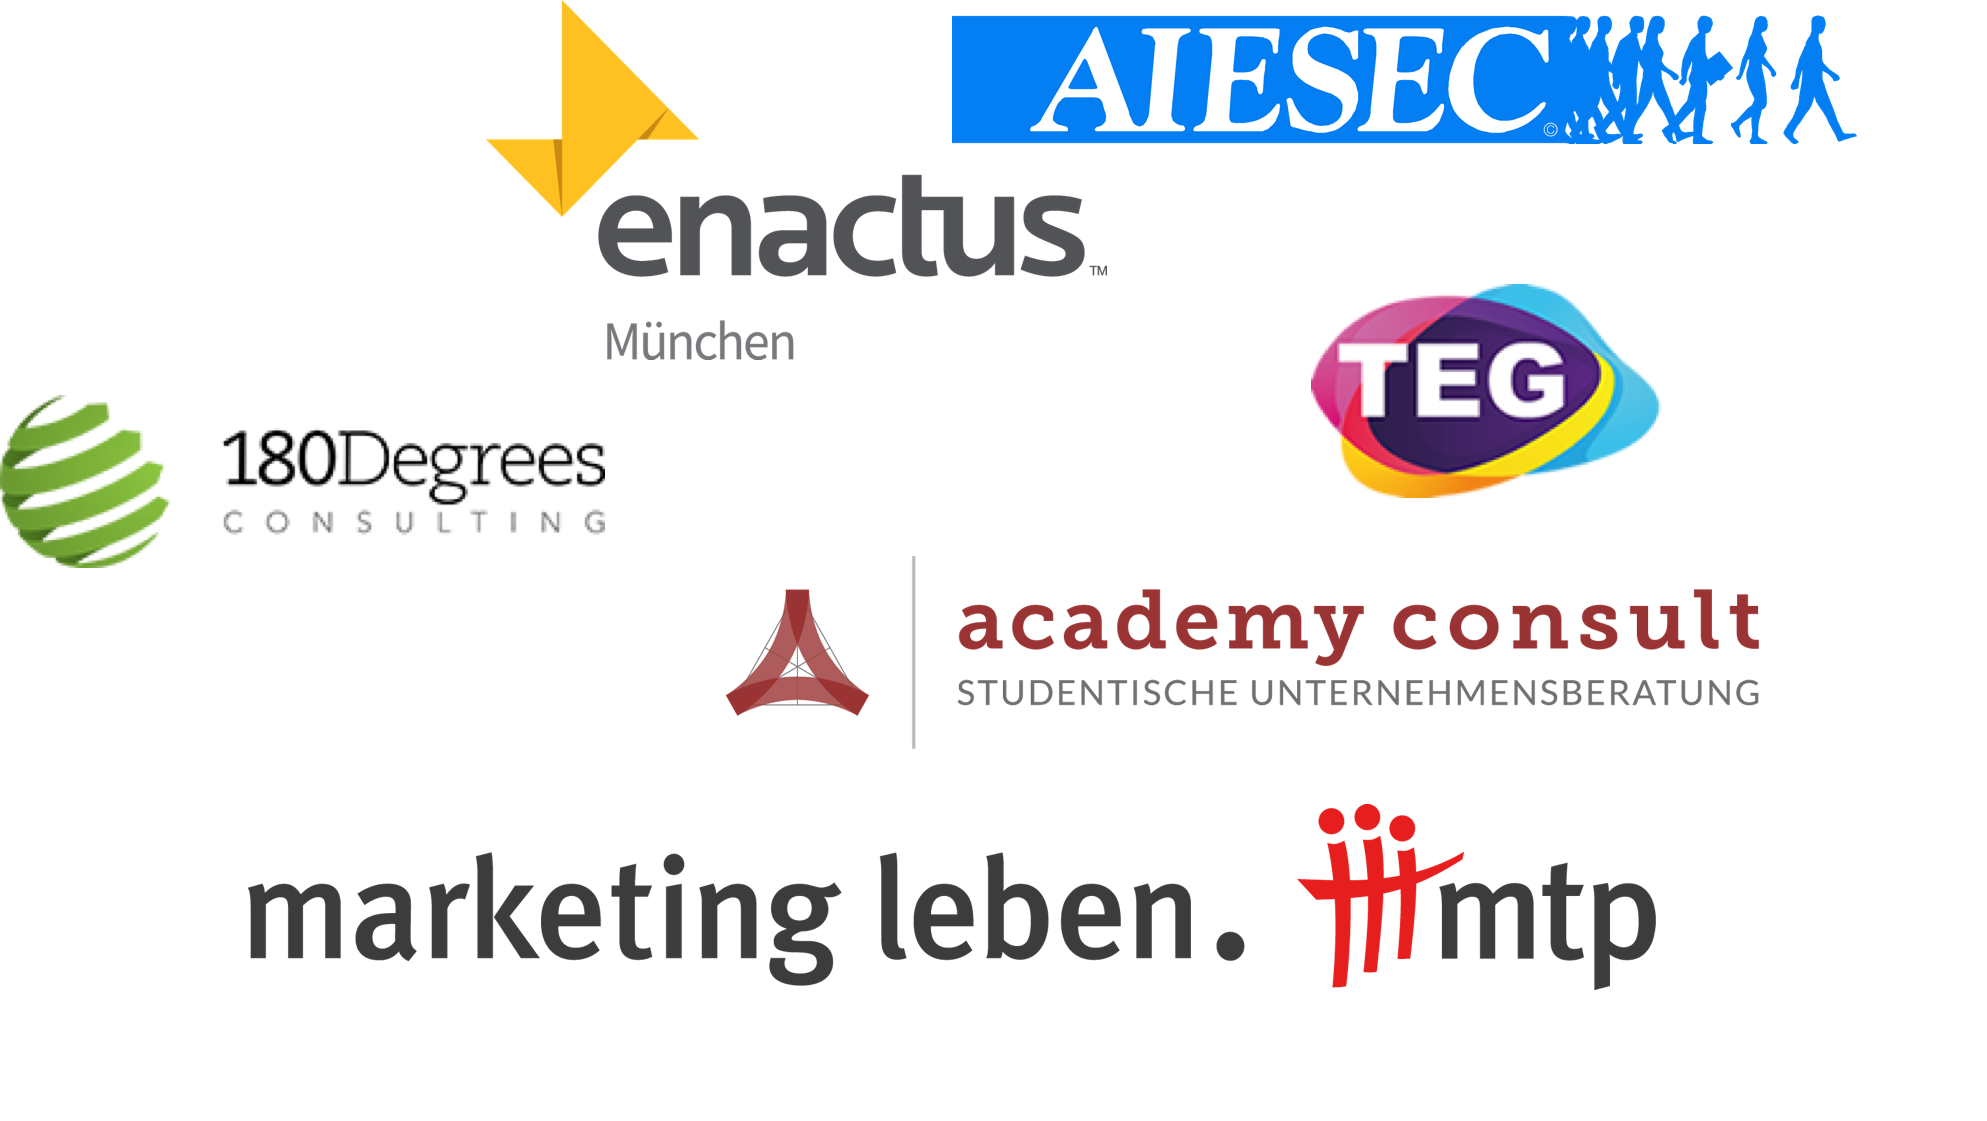 AIESEC©
enactus™
München
TEG
180Degrees
CONSULTING
academy consult
STUDENTISCHE UNTERNEHMENSBERATUNG
marketing leben. mtp